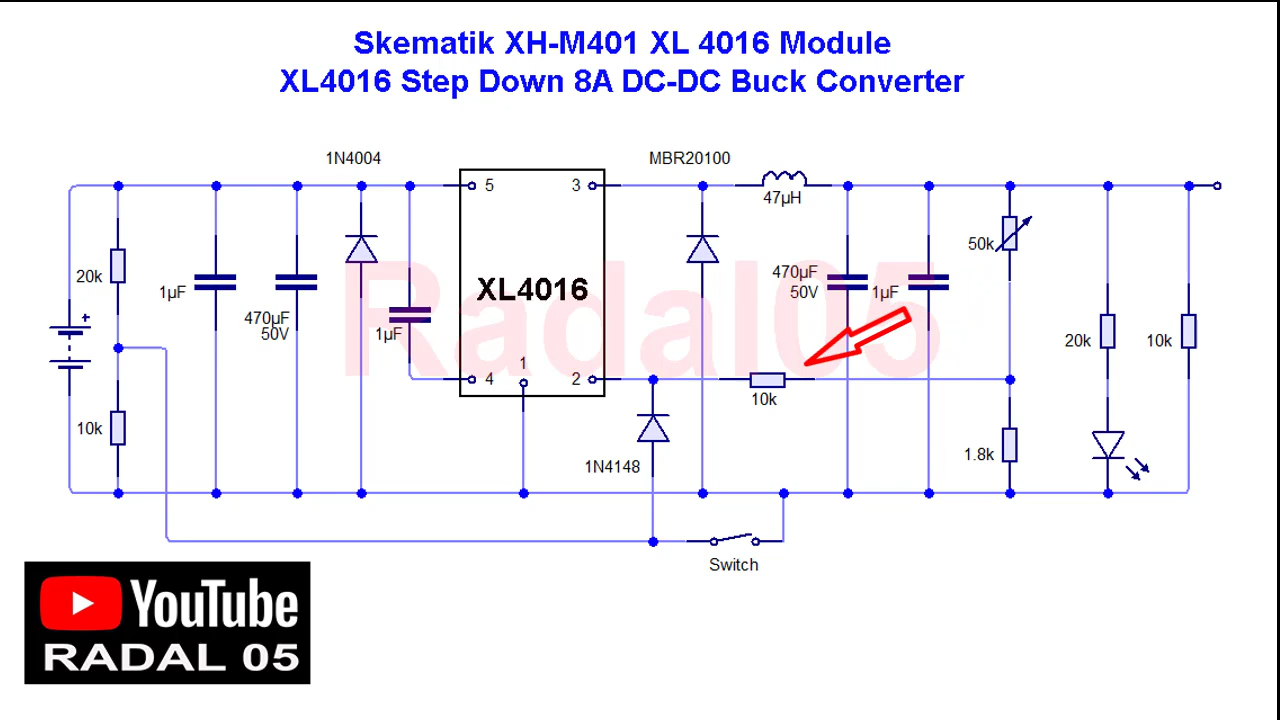 Skematik XH-M401 XL 4016 Module
XL4016 Step Down 8A DC-DC Buck Converter
1N4004
MBR20100
5
3
47µH
20k
1µF
470µF
50V
1µF
XL4016
470µF
50V
1µF
50k
+
20k
10k
1
4
2
10k
10k
1.8k
1N4148
Switch
Radal05
YouTube
RADAL 05